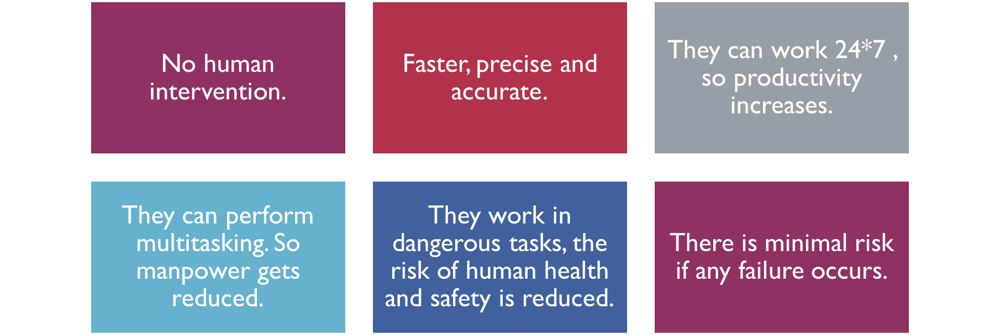 No human
intervention.
Faster, precise and
accurate.
They can work 24*7 ,
so productivity
increases.
They can perform
multitasking. So
manpower gets
reduced.
They work in
dangerous tasks, the
risk of human health
and safety is reduced.
There is minimal risk
if any failure occurs.